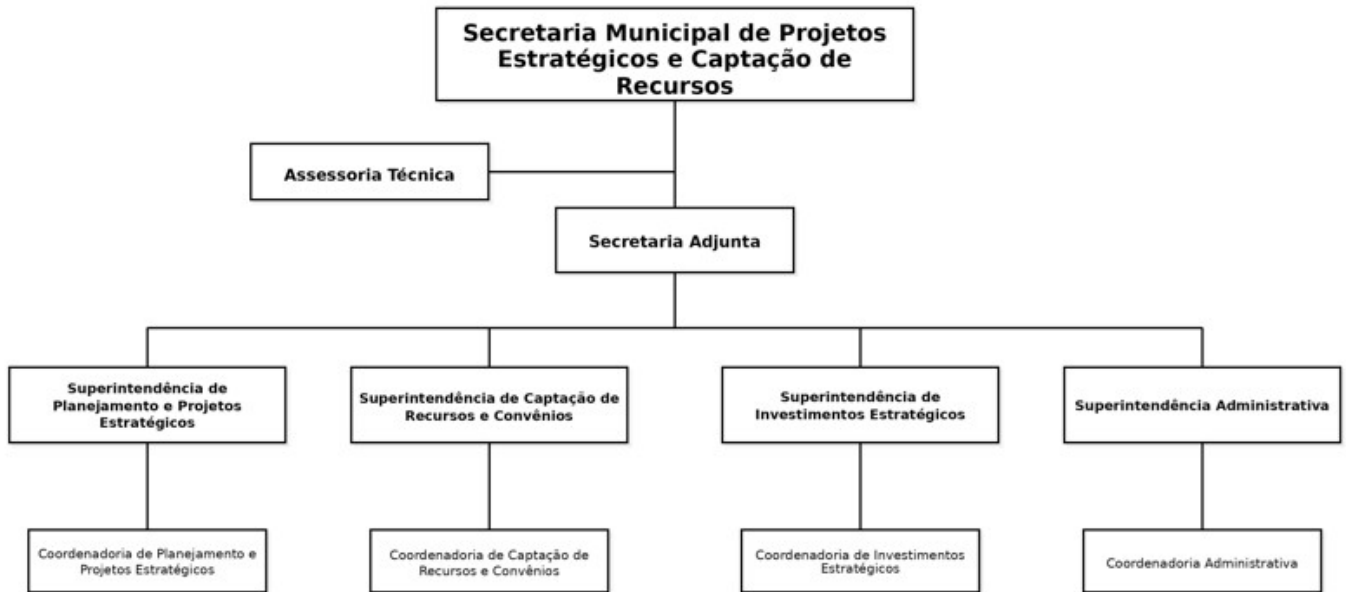 Secretaria Municipal de Projetos
Estratégicos e Captação de
Recursos
Assessoria Técnica
Secretaria Adjunta
Superintendência de
Planejamento e Projetos
Estratégicos
Superintendência de Captação de
Recursos e Convênios
Superintendência de
Investimentos Estratégicos
Superintendência Administrativa
Coordenadoria de Planejamento e
Projetos Estratégicos
Coordenadoria de Captação de
Recursos e Convênios
Coordenadoria de Investimentos
Estratégicos
Coordenadoria Administrativa